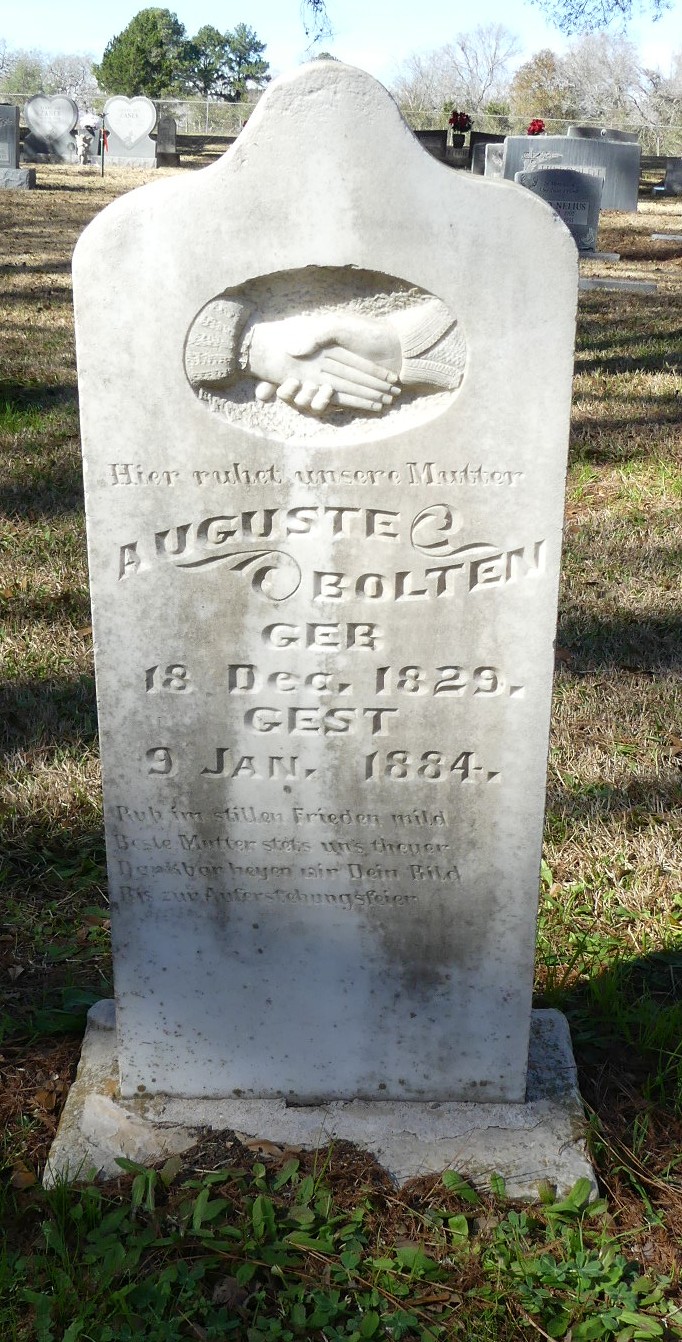 Hier ruhet unsere Mutter
AUGUSTE
BOLTEN
GEB
18 Dec. 1829.
GEST
9 JAN. 1884.
Ruh im stillen Frieden mild
Beste Mutter stets uns theuer
Dankbar heyen wir Dein Bild
Bis zur Auferstehungsfeier